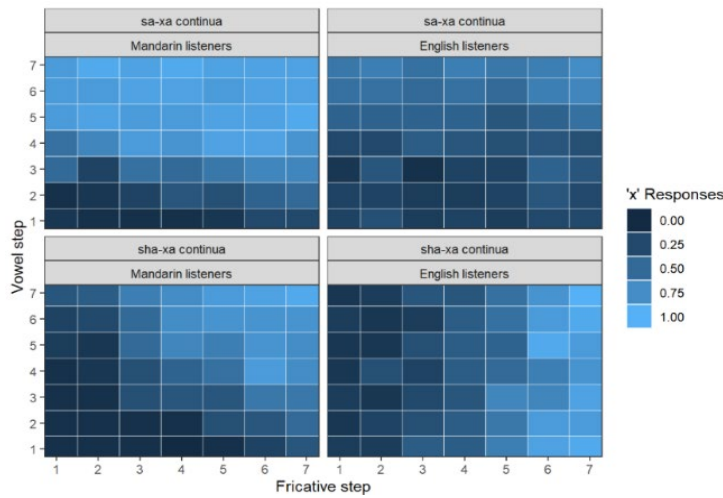 sa-xa continua
sa-xa continua
Mandarin listeners
English listeners
7
6
5
4
3
2
1
sha-xa continua
sha-xa continua
Mandarin listeners
English listeners
7
6
5
4
3
2
1
Vowel step
1 2 3 4 5 6 7
1 2 3 4 5 6 7
Fricative step
'x' Responses
0.00
0.25
0.50
0.75
1.00